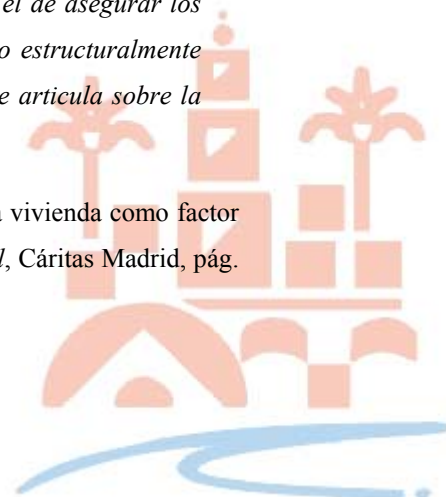 el de asegurar los
o estructuralmente
e articula sobre la
a vivienda como factor
l, Cáritas Madrid, pág.